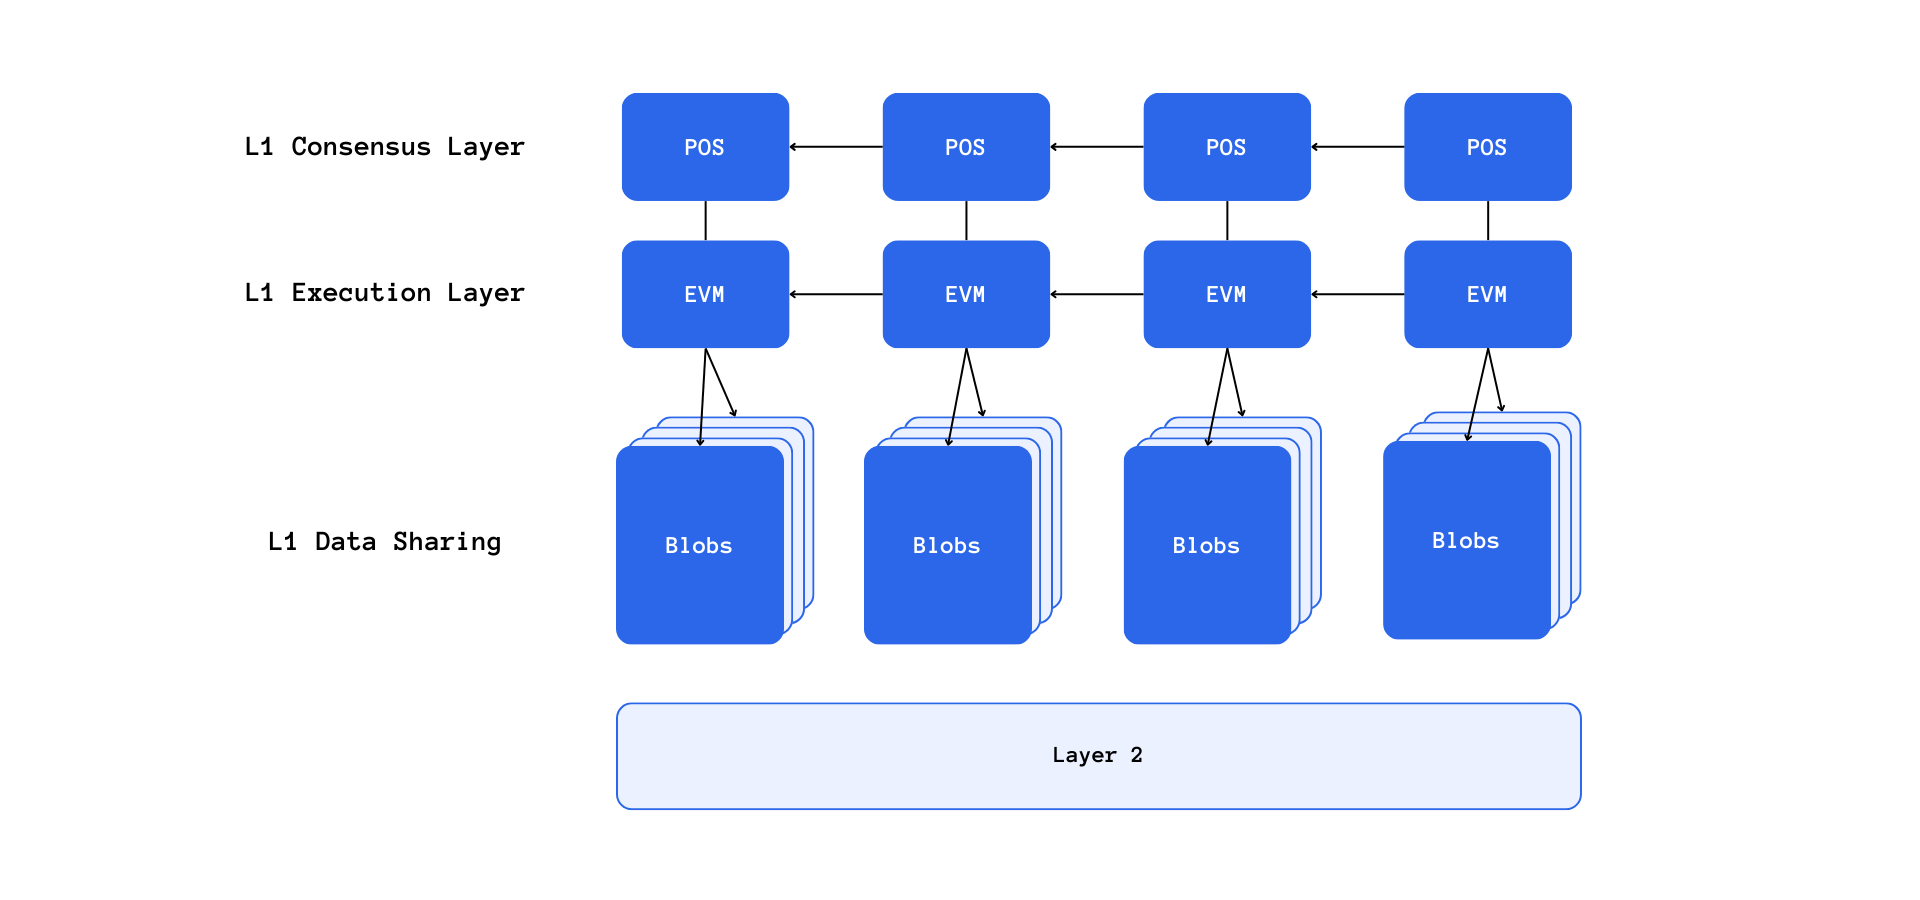 L1 Consensus Layer
POS
POS
POS
POS
L1 Execution Layer
EVM
EVM
EVM
EVM
L1 Data Sharing
Blobs
Blobs
Blobs
Blobs
Layer 2